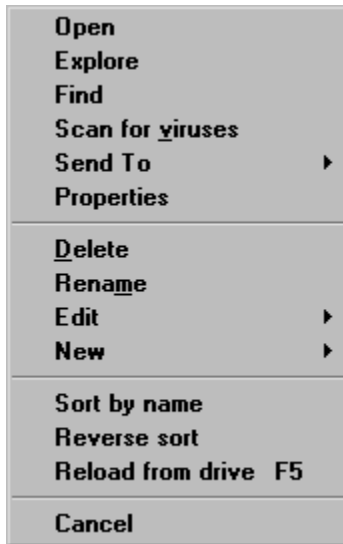 Open
Explore
Find
Scan for viruses
Send To
Properties
Delete
Rename
Edit
New
Sort by name
Reverse sort
Reload from drive F5
Cancel